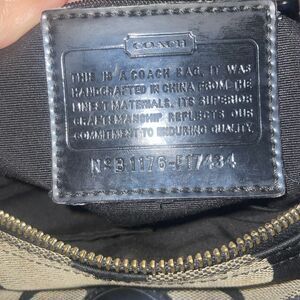 COACH
THIS IS A COACH BAG. IT WAS
HANDCRAFTED IN CHINA FROM THE
FINEST MATERIALS. ITS SUPERIOR
CRAFTSMANSHIP REFLECTS OUR
COMMITMENT TO ENDURING QUALITY.
Nº B1176-F17434